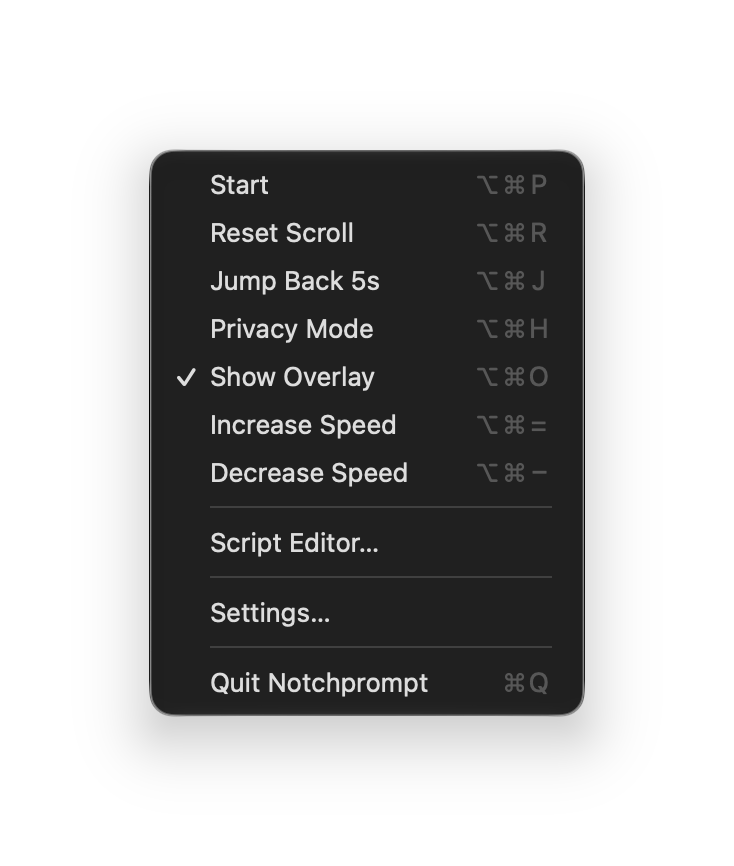 Start ⌥⌘P
Reset Scroll ⌥⌘R
Jump Back 5s ⌥⌘J
Privacy Mode ⌥⌘H
✓ Show Overlay ⌥⌘O
Increase Speed ⌥⌘=
Decrease Speed ⌥⌘−
Script Editor...
Settings...
Quit Notchprompt ⌘Q